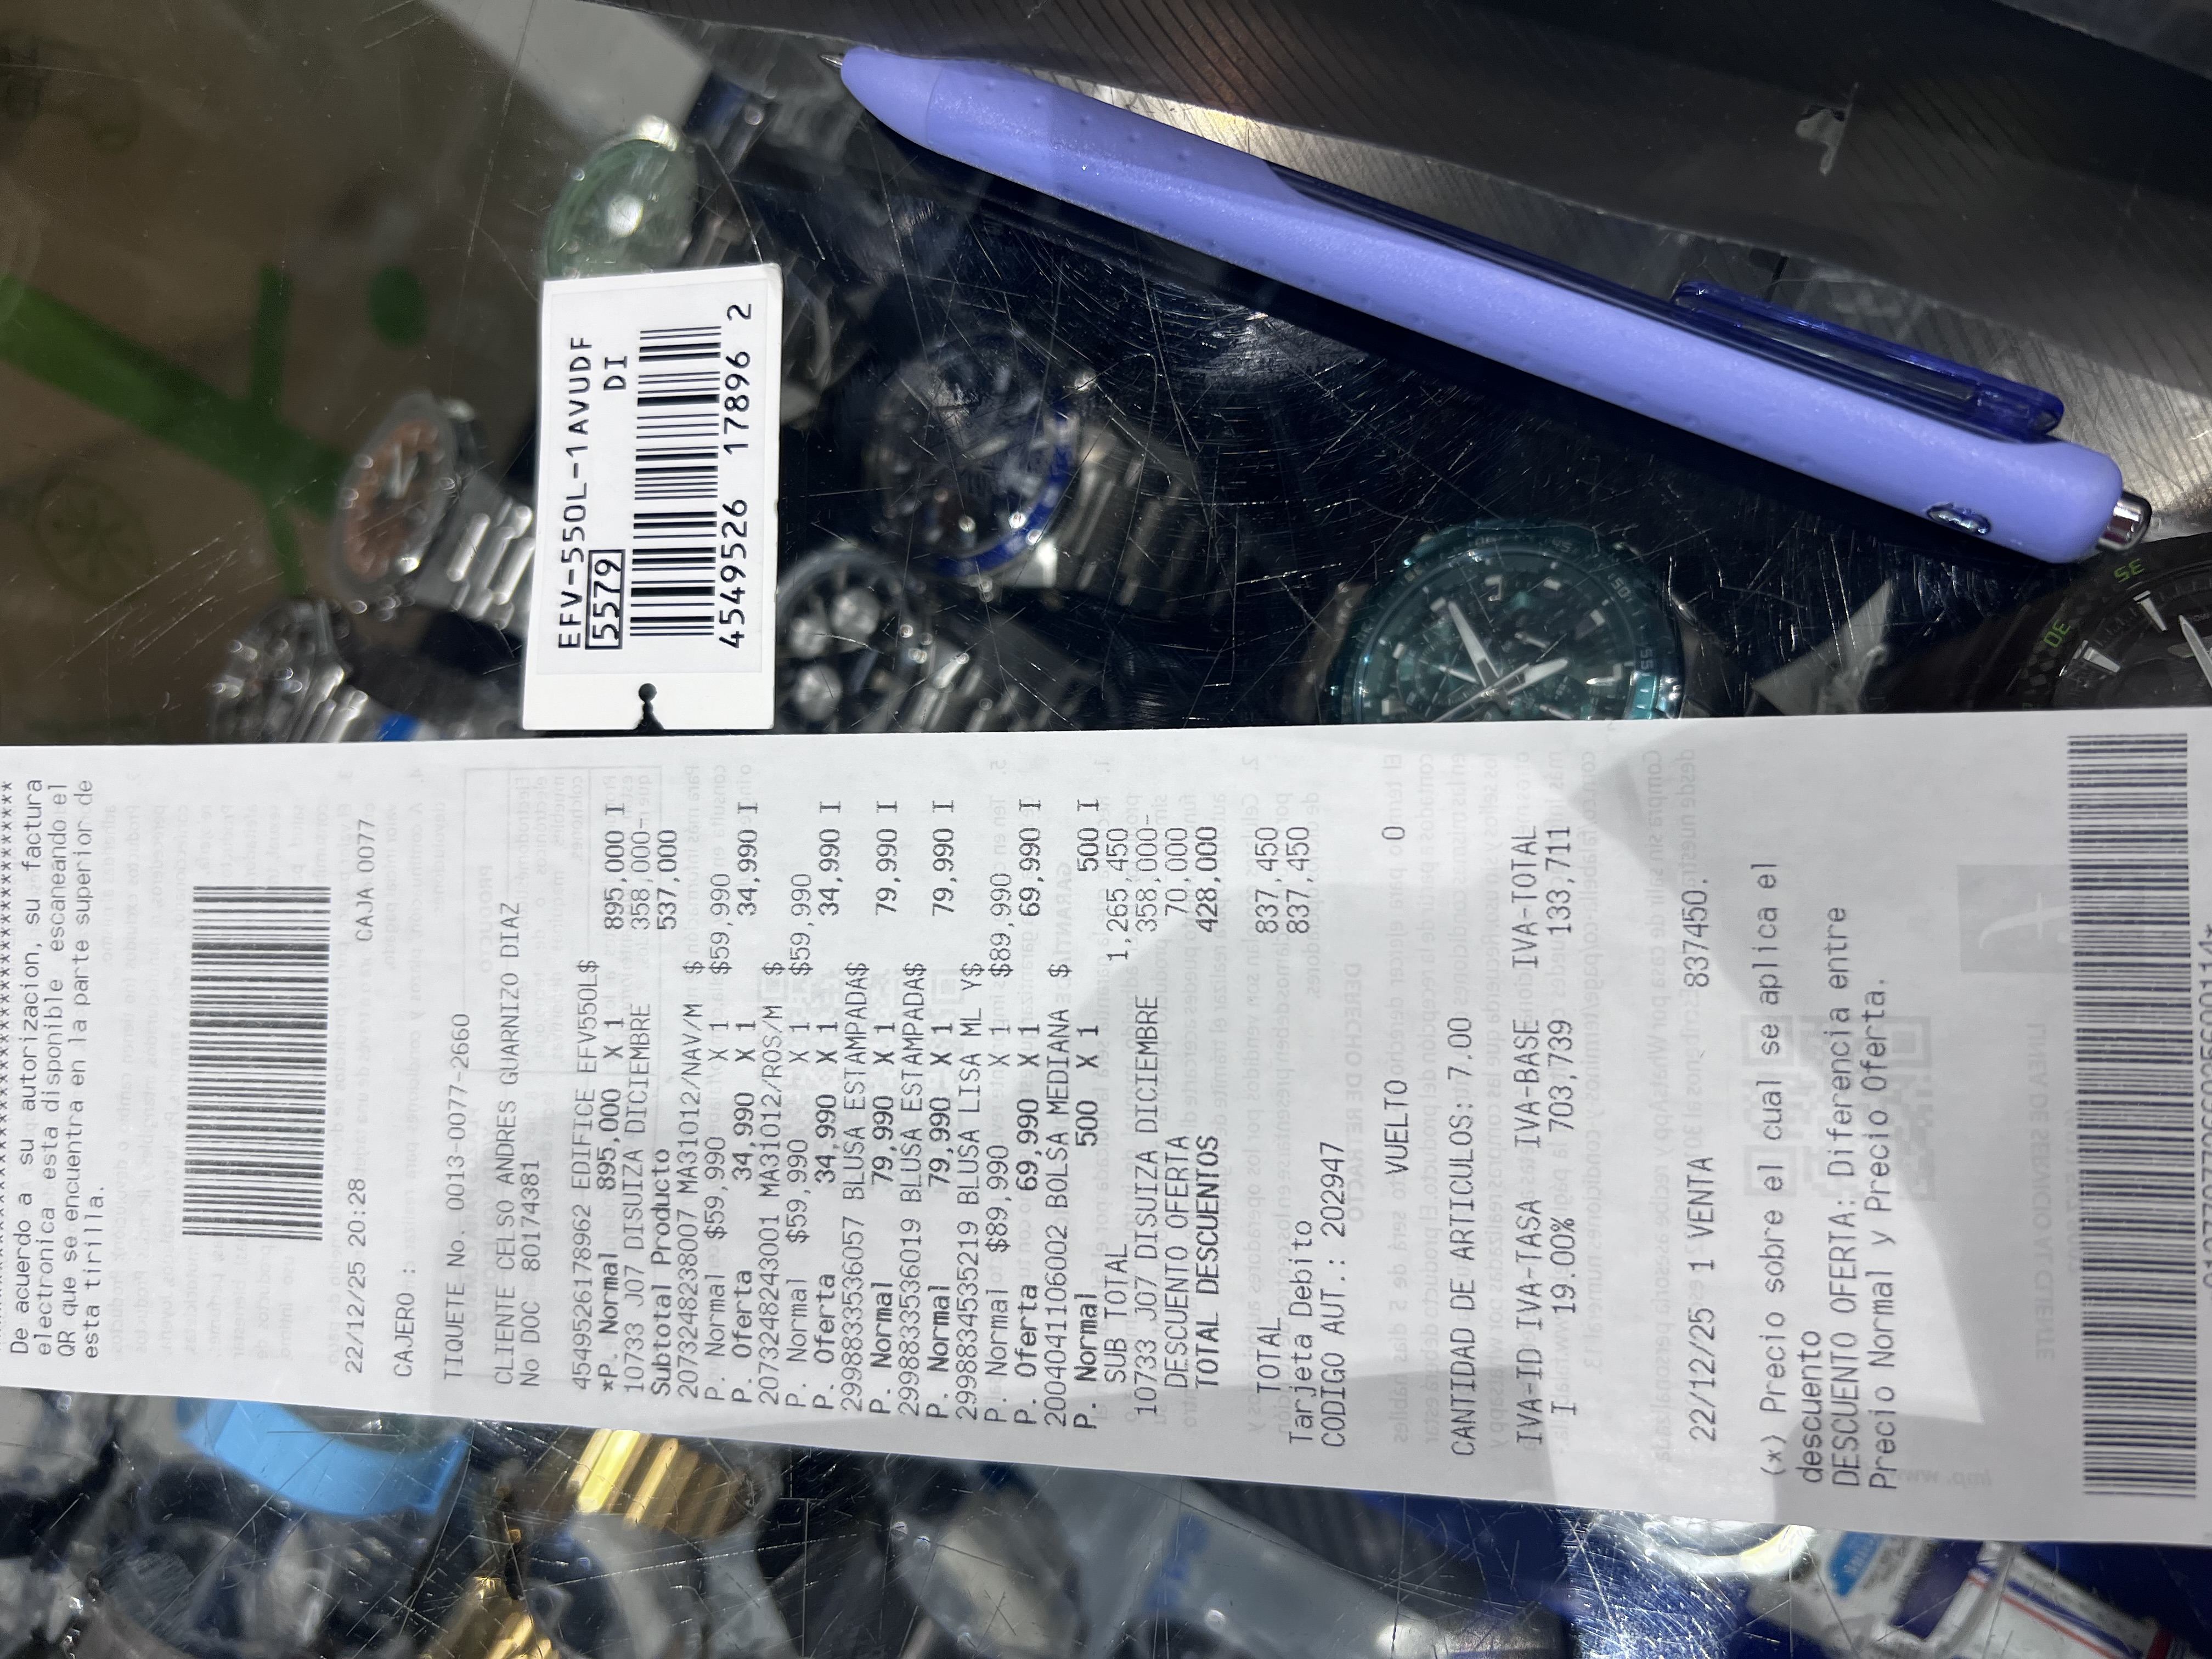 EFV-550L-1AVUDF
5579 DI
4549526 178962
****************************************
De acuerdo a su autorizacion, su factura
electronica esta disponible escaneando el
QR que se encuentra en la parte superior de
esta tirilla.
22/12/25 20:28 CAJA 0077
CAJERO :
TIQUETE No. 0013-0077-2660
CLIENTE CELSO ANDRES GUARNIZO DIAZ
No DOC 80174381
4549526178962 EDIFICE EFV550L$
*P. Normal 895,000 X 1 895,000 I
10733 J07 DISUIZA DICIEMBRE 358,000-
Subtotal Producto 537,000
2073248238007 MA31012/NAV/M $
P. Normal $59,990 X 1 $59,990
P. Oferta 34,990 X 1 34,990 I
2073248243001 MA31012/ROS/M $
P. Normal $59,990 X 1 $59,990
P. Oferta 34,990 X 1 34,990 I
2998833536057 BLUSA ESTAMPADA$
P. Normal 79,990 X 1 79,990 I
2998833536019 BLUSA ESTAMPADA$
P. Normal 79,990 X 1 79,990 I
2998834535219 BLUSA LISA ML Y$
P. Normal $89,990 X 1 $89,990
P. Oferta 69,990 X 1 69,990 I
2004041106002 BOLSA MEDIANA $
P. Normal 500 X 1 500 I
SUB TOTAL 1,265,450
10733 J07 DISUIZA DICIEMBRE 358,000-
DESCUENTO OFERTA 70,000
TOTAL DESCUENTOS 428,000
TOTAL 837,450
Tarjeta Debito 837,450
CODIGO AUT.: 202947
VUELTO 0
CANTIDAD DE ARTICULOS: 7.00
IVA-ID IVA-TASA IVA-BASE IVA-TOTAL
I 19.00% 703,739 133,711
22/12/25 1 VENTA 837450.
(x) Precio sobre el cual se aplica el
descuento
DESCUENTO OFERTA: Diferencia entre
Precio Normal y Precio Oferta.